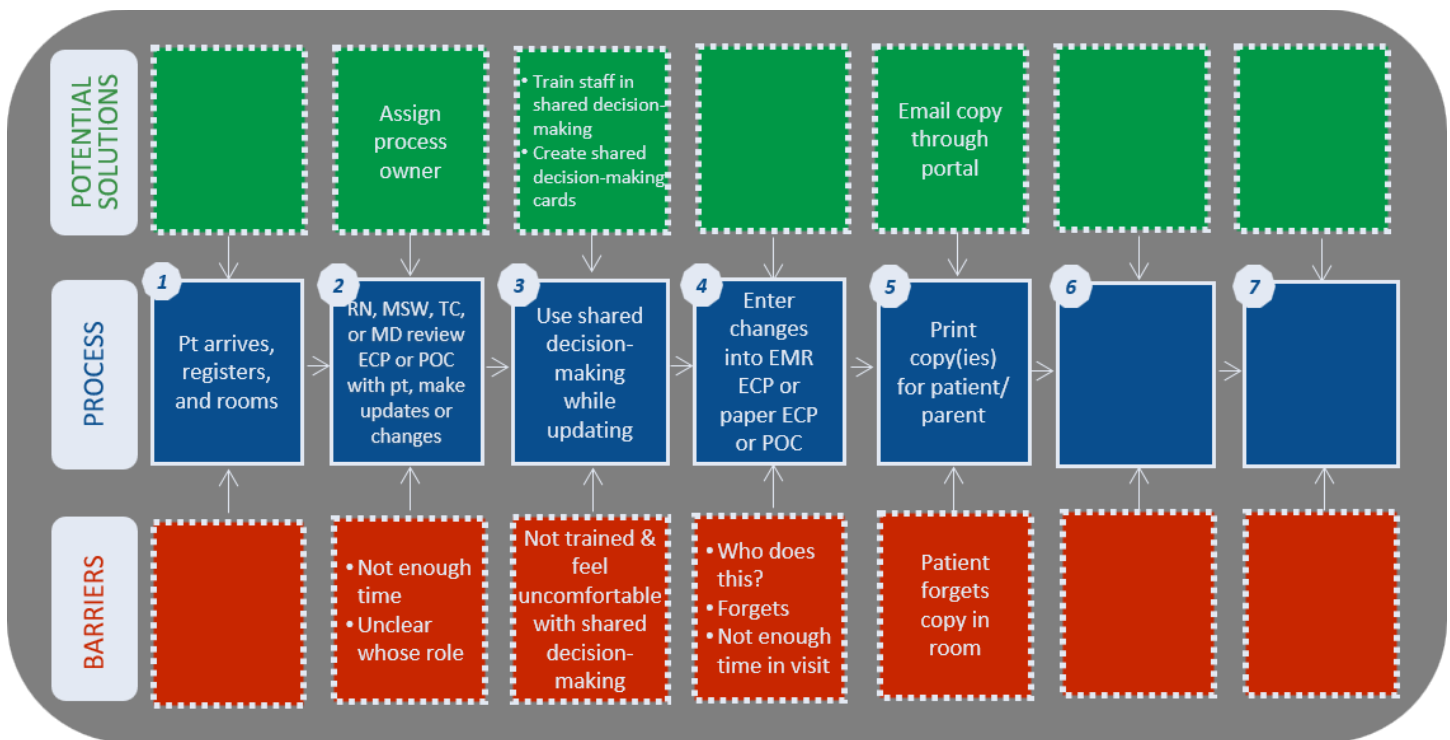 POTENTIAL
SOLUTIONS
Assign
process
owner
• Train staff in
shared decision-
making
• Create shared
decision-making
cards
Email copy
through
portal
PROCESS
1
Pt arrives,
registers,
and rooms
2
RN, MSW, TC,
or MD review
ECP or POC
with pt, make
updates or
changes
3
Use shared
decision-
making
while
updating
4
Enter
changes
into EMR
ECP or
paper ECP
or POC
5
Print
copy(ies)
for patient/
parent
6
7
BARRIERS
• Not enough
time
• Unclear
whose role
Not trained &
feel
uncomfortable
with shared
decision-
making
• Who does
this?
• Forgets
• Not enough
time in visit
Patient
forgets
copy in
room